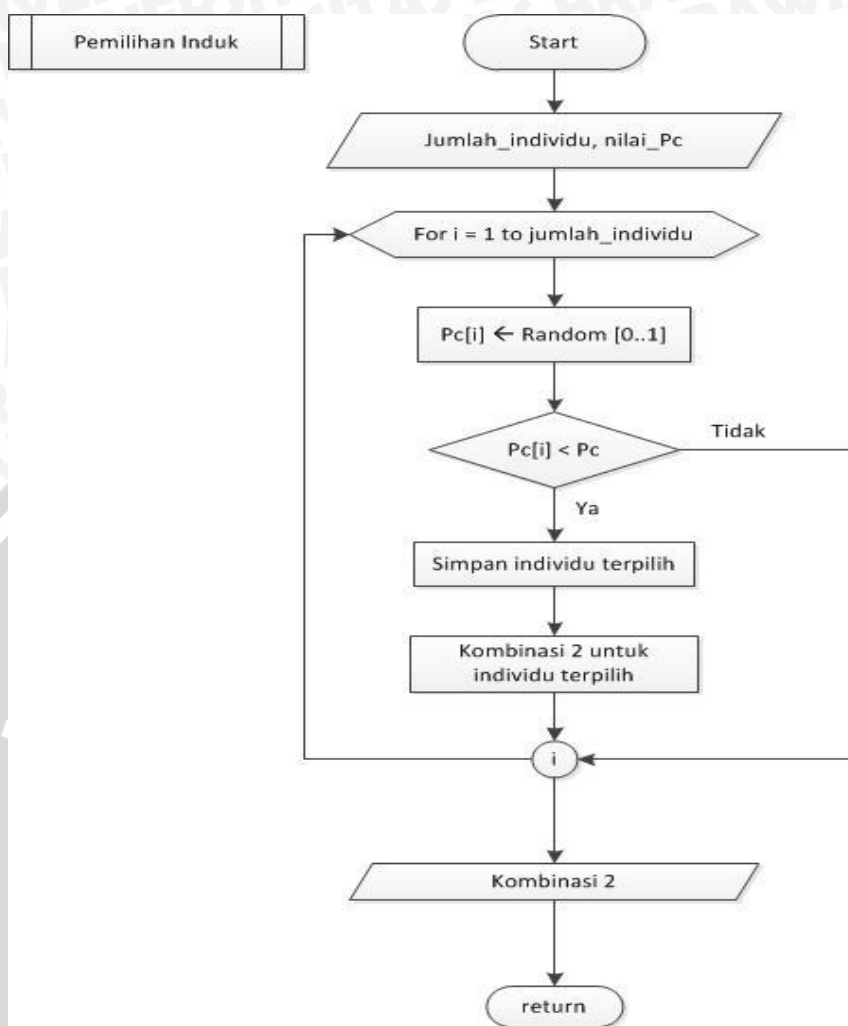 Pemilihan Induk
Start
Jumlah_individu, nilai_Pc
For i = 1 to jumlah_individu
Pc[i] ← Random [0..1]
Pc[i] < Pc
Tidak
Ya
Simpan individu terpilih
Kombinasi 2 untuk
individu terpilih
i
Kombinasi 2
return